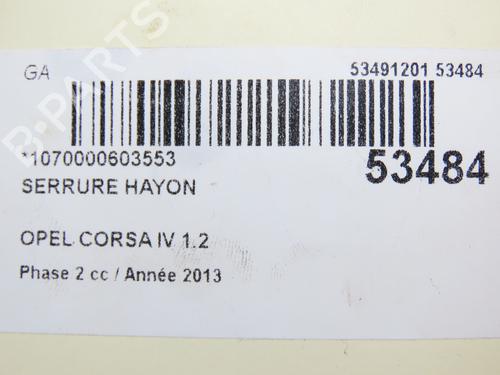 GA
53491201 53484
*1070000603553
53484
SERRURE HAYON
OPEL CORSA IV 1.2
Phase 2 cc / Année 2013
B-PARTS